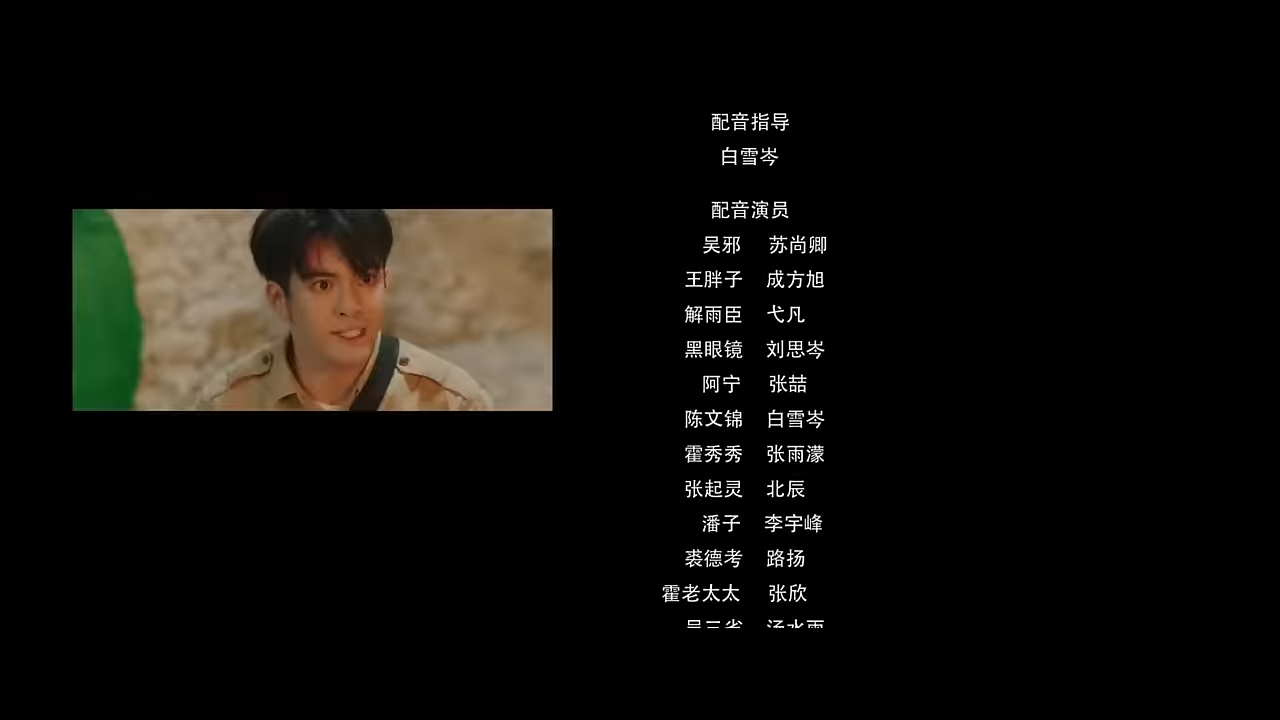 配音指导
白雪岑
配音演员
吴邪 苏尚卿
王胖子 成方旭
解雨臣 弋凡
黑眼镜 刘思岑
阿宁 张喆
陈文锦 白雪岑
霍秀秀 张雨濛
张起灵 北辰
潘子 李宇峰
裘德考 路扬
霍老太太 张欣